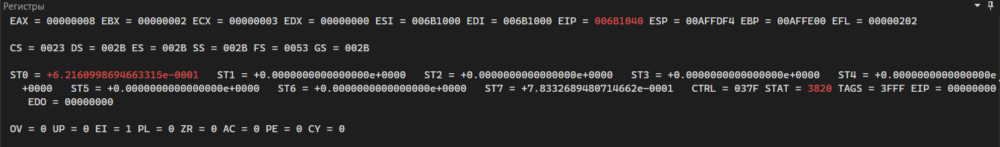 Регистры
EAX = 00000008 EBX = 00000002 ECX = 00000003 EDX = 00000000 ESI = 006B1000 EDI = 006B1000 EIP = 006B1040 ESP = 00AFFDF4 EBP = 00AFFE00 EFL = 00000202
CS = 0023 DS = 002B ES = 002B SS = 002B FS = 0053 GS = 002B
ST0 = +6.2160998694663315e-0001 ST1 = +0.0000000000000000e+0000 ST2 = +0.0000000000000000e+0000 ST3 = +0.0000000000000000e+0000 ST4 = +0.0000000000000000e
+0000 ST5 = +0.0000000000000000e+0000 ST6 = +0.0000000000000000e+0000 ST7 = +7.8332689480714662e-0001 CTRL = 037F STAT = 3820 TAGS = 3FFF EIP = 00000000
EDO = 00000000
OV = 0 UP = 0 EI = 1 PL = 0 ZR = 0 AC = 0 PE = 0 CY = 0